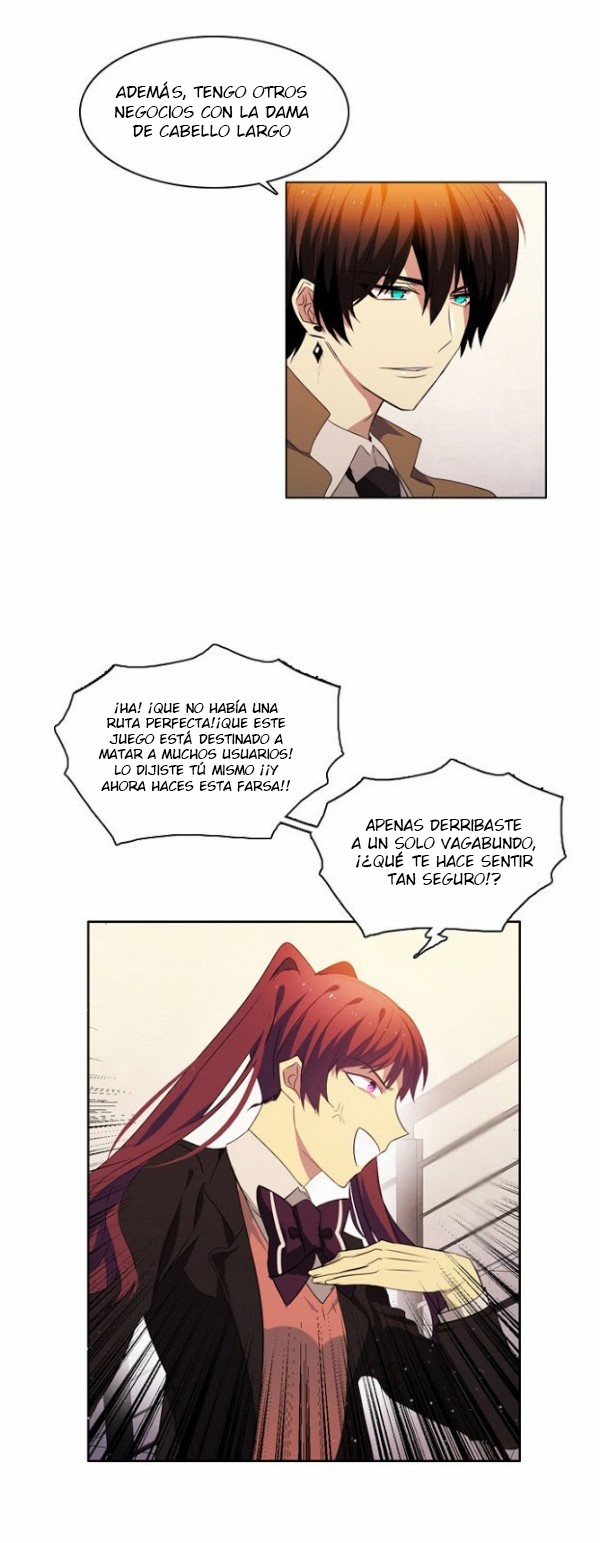 ADEMÁS, TENGO OTROS
NEGOCIOS CON LA DAMA
DE CABELLO LARGO
¡HA! ¡QUE NO HABÍA UNA
RUTA PERFECTA!¡QUE ESTE
JUEGO ESTÁ DESTINADO A
MATAR A MUCHOS USUARIOS!
LO DIJISTE TÚ MISMO ¡¡Y
AHORA HACES ESTA FARSA!!
APENAS DERRIBASTE
A UN SOLO VAGABUNDO,
¡¿QUÉ TE HACE SENTIR
TAN SEGURO!?